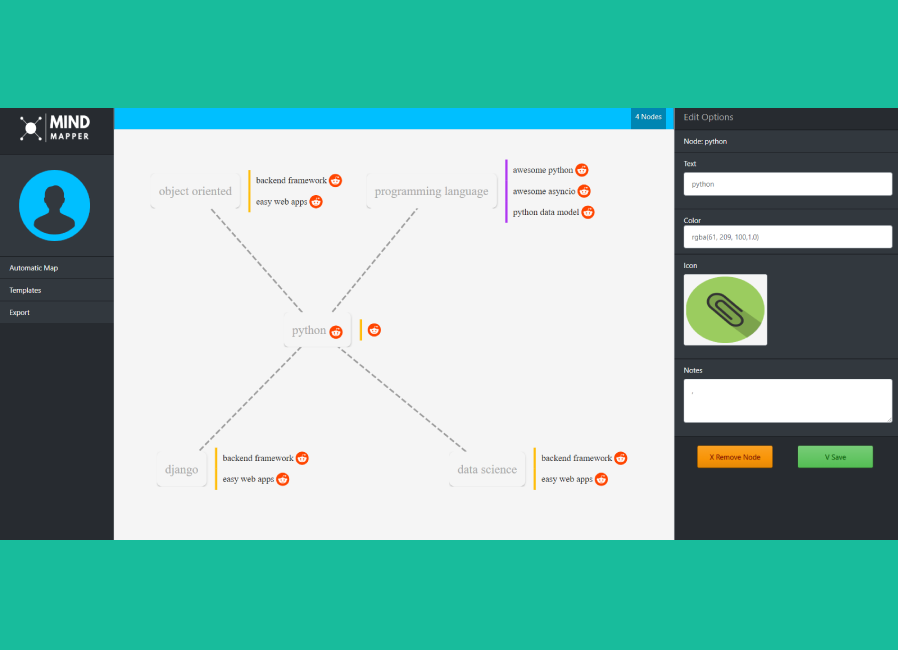 MIND
MAPPER
4 Nodes
Edit Options
Node: python
Automatic Map
Templates
Export
object oriented
backend framework
easy web apps
programming language
awesome python
awesome asyncio
python data model
python
django
backend framework
easy web apps
data science
backend framework
easy web apps
Text
python
Color
rgba(61, 209, 100,1.0)
Icon
Notes
,
X Remove Node
V Save